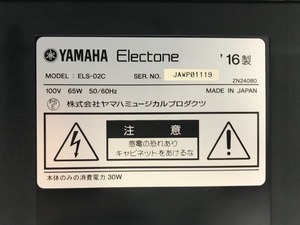 YAMAHA Electone '16製
MODEL : ELS-02C SER. NO. JAWP01119
ZN24080
100V 65W 50/60Hz MADE IN JAPAN
株式会社ヤマハミュージカルプロダクツ
注意
感電の恐れあり
キャビネットをあけるな
本体のみの消費電力 30W